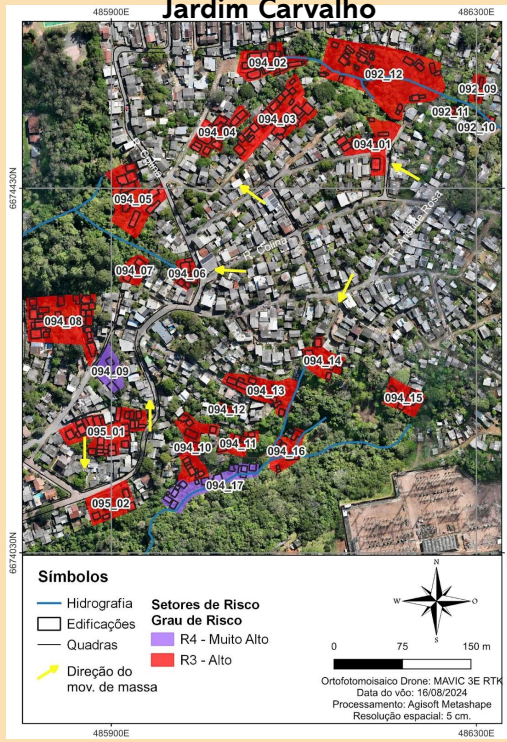 Jardim Carvalho
485900E
486300E
094_02
092_12
092_09
092_11
092_10
094_03
094_04
094_01
6674430N
094_05
R. Colina
094_07
094_06
094_08
094_09
094_14
094_13
094_15
094_12
095_01
094_10
094_11
094_16
094_17
095_02
6674030N
Símbolos
Hidrografia
Edificações
Quadras
Direção do
mov. de massa
Setores de Risco
Grau de Risco
R4 - Muito Alto
R3 - Alto
N
W
O
S
0 75 150 m
Ortofotomoisaico Drone: MAVIC 3E RTK
Data do vôo: 16/08/2024
Processamento: Agisoft Metashape
Resolução espacial: 5 cm.
485900E
486300E